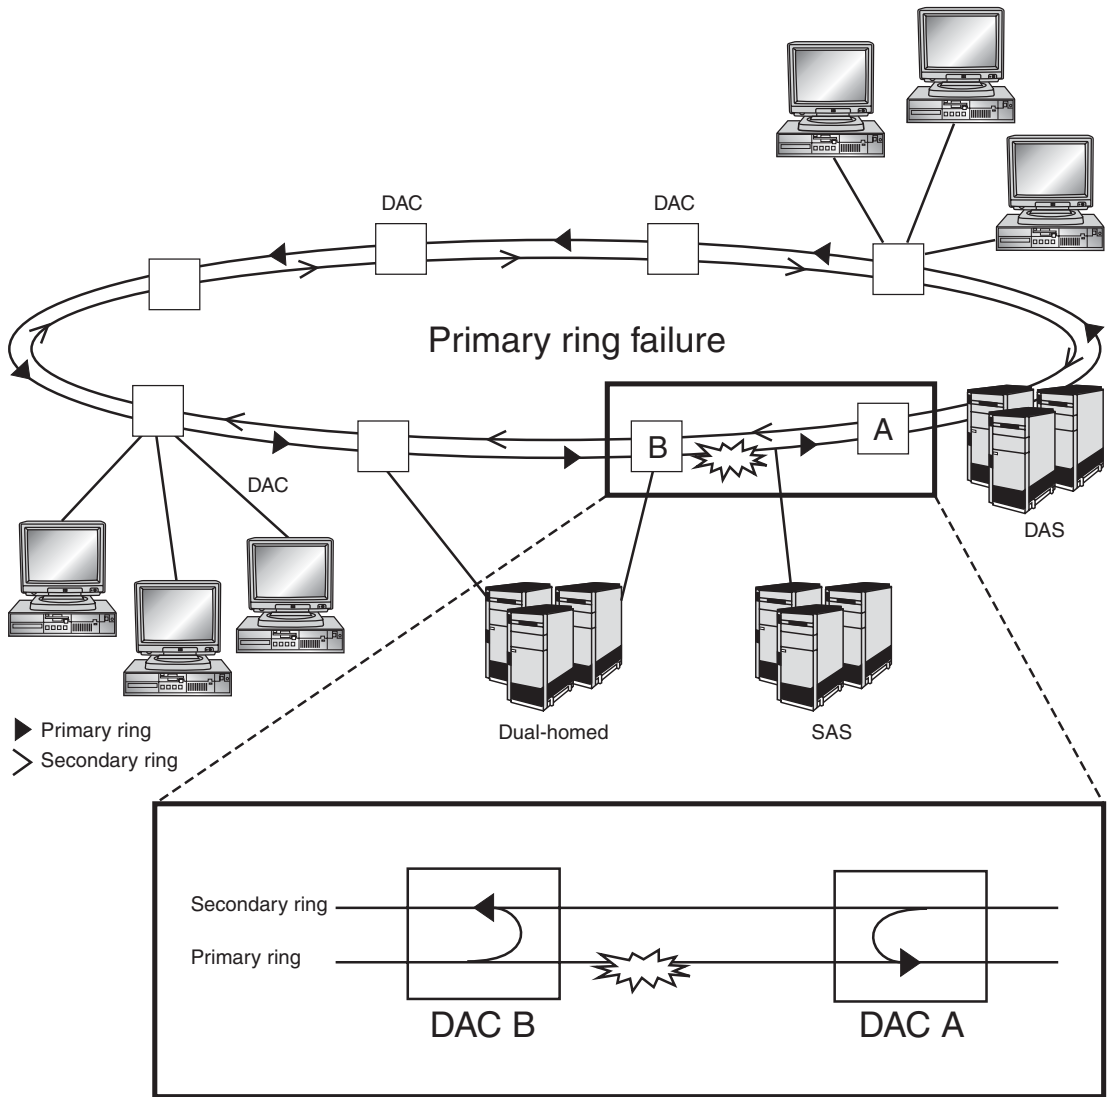 DAC
DAC
Primary ring failure
B
A
DAC
DAS
Dual-homed
SAS
Primary ring
Secondary ring
Secondary ring
Primary ring
DAC B
DAC A